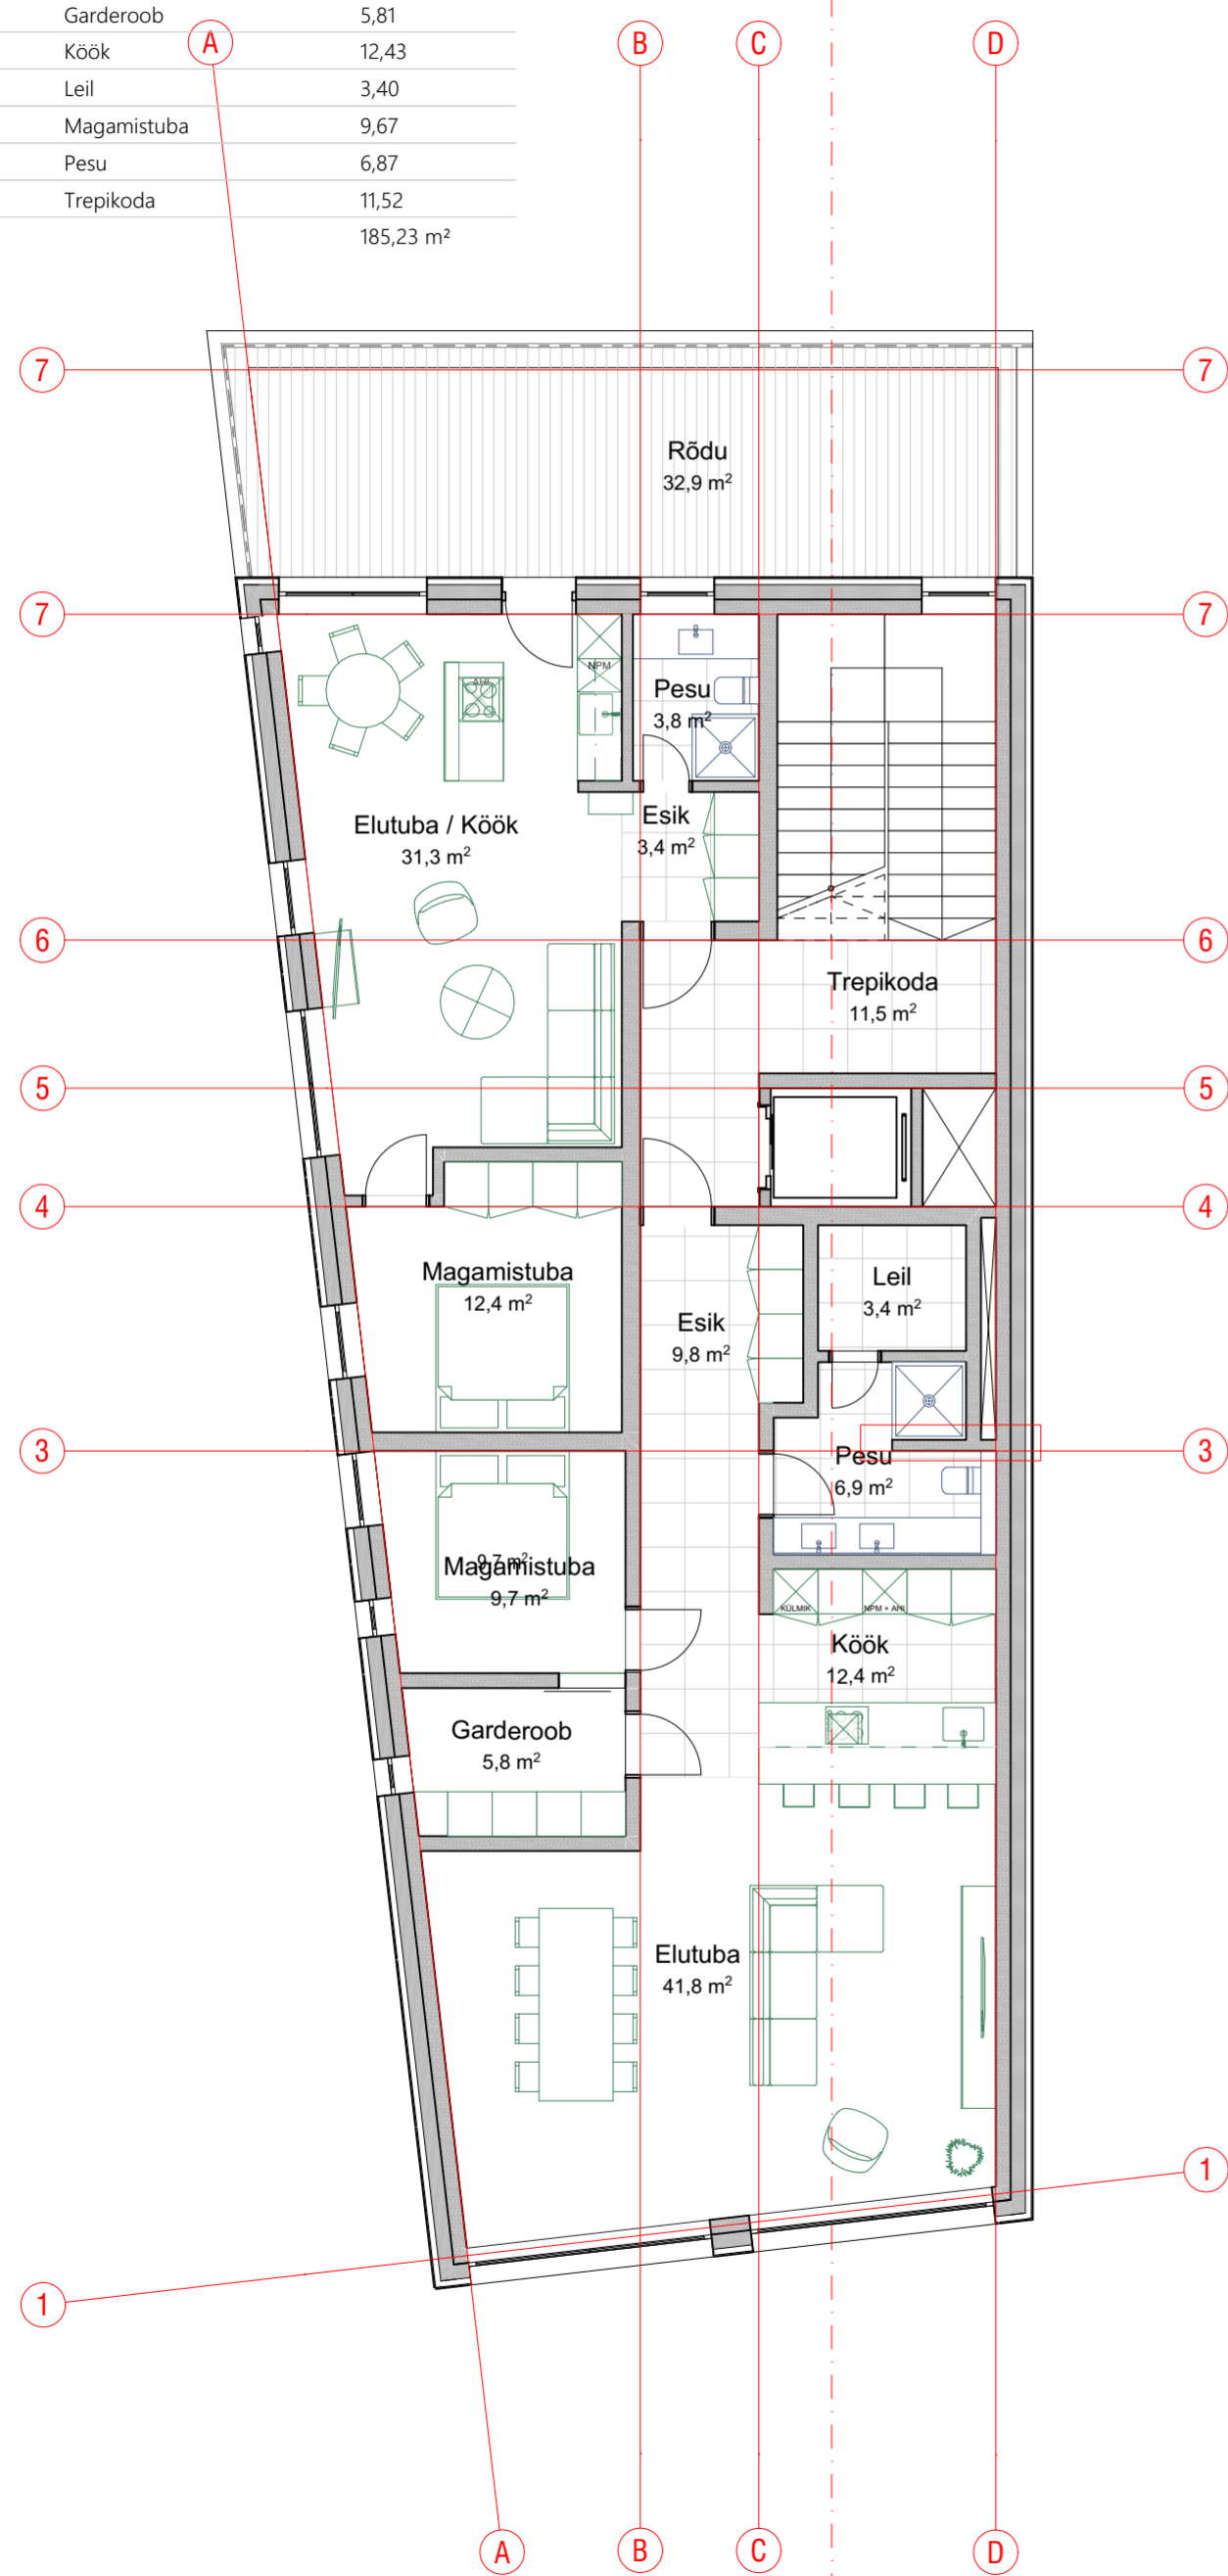 Garderoob 5,81
Köök 12,43
Leil 3,40
Magamistuba 9,67
Pesu 6,87
Trepikoda 11,52
185,23 m²
A B C D
7 7
Rõdu
32,9 m²
7 7
NPM
AHI
Pesu
3,8 m²
Elutuba / Köök
31,3 m²
Esik
3,4 m²
6 6
Trepikoda
11,5 m²
5 5
4 4
Magamistuba
12,4 m²
Leil
3,4 m²
Esik
9,8 m²
3 3
Pesu
6,9 m²
9,7 m²
Magamistuba
9,7 m²
KÜLMIK NPM + AHI
Köök
12,4 m²
Garderoob
5,8 m²
Elutuba
41,8 m²
1
1
A B C D